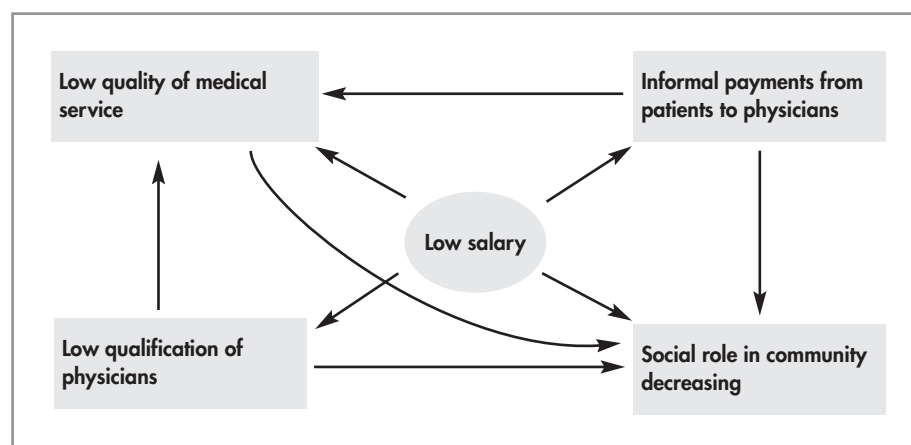 Low quality of medical
service
Informal payments from
patients to physicians
Low salary
Low qualification of
physicians
Social role in community
decreasing